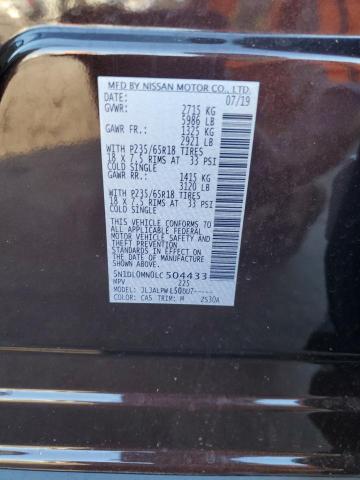 MFD BY NISSAN MOTOR CO., LTD.
DATE: 07/19
GVWR: 2715 KG
5986 LB
GAWR FR: 1325 KG
2921 LB
WITH P235/65R18 TIRES
18 X 7.5 RIMS AT 33 PSI
COLD SINGLE
GAWR RR: 1415 KG
3120 LB
WITH P235/65R18 TIRES
18 X 7.5 RIMS AT 33 PSI
COLD SINGLE
THIS VEHICLE CONFORMS TO
ALL APPLICABLE FEDERAL
MOTOR VEHICLE SAFETY
STANDARDS IN EFFECT ON
THE DATE OF MANUFACTURE
SHOWN ABOVE.
5N1DL0MN0LC504433
MPV 225
MODEL: JLJALPW
COLOR: CAS TRIM: M 2S30A